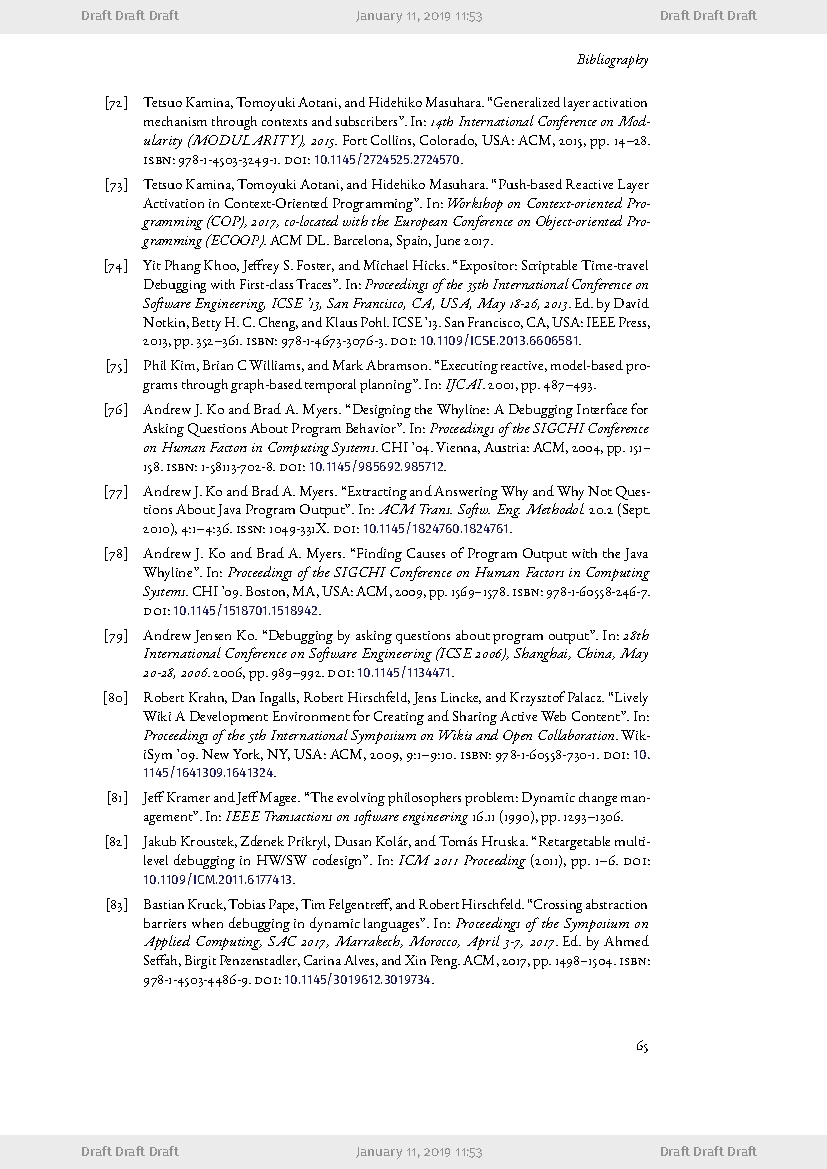 Draft Draft Draft January 11, 2019 11:53 Draft Draft Draft
Bibliography
[72] Tetsuo Kamina, Tomoyuki Aotani, and Hidehiko Masuhara. “Generalized layer activation
mechanism through contexts and subscribers”. In: 14th International Conference on Mod-
ularity (MODULARITY), 2015. Fort Collins, Colorado, USA: ACM, 2015, pp. 14–28.
ISBN: 978-1-4503-3249-1. DOI: 10.1145/2724525.2724570.
[73] Tetsuo Kamina, Tomoyuki Aotani, and Hidehiko Masuhara. “Push-based Reactive Layer
Activation in Context-Oriented Programming”. In: Workshop on Context-oriented Pro-
gramming (COP), 2017, co-located with the European Conference on Object-oriented Pro-
gramming (ECOOP). ACM DL. Barcelona, Spain, June 2017.
[74] Yit Phang Khoo, Jeffrey S. Foster, and Michael Hicks. “Expositor: Scriptable Time-travel
Debugging with First-class Traces”. In: Proceedings of the 35th International Conference on
Software Engineering, ICSE ’13, San Francisco, CA, USA, May 18-26, 2013. Ed. by David
Notkin, Betty H. C. Cheng, and Klaus Pohl. ICSE ’13. San Francisco, CA, USA: IEEE Press,
2013, pp. 352–361. ISBN: 978-1-4673-3076-3. DOI: 10.1109/ICSE.2013.6606581.
[75] Phil Kim, Brian C Williams, and Mark Abramson. “Executing reactive, model-based pro-
grams through graph-based temporal planning”. In: IJCAI. 2001, pp. 487–493.
[76] Andrew J. Ko and Brad A. Myers. “Designing the Whyline: A Debugging Interface for
Asking Questions About Program Behavior”. In: Proceedings of the SIGCHI Conference
on Human Factors in Computing Systems. CHI ’04. Vienna, Austria: ACM, 2004, pp. 151–
158. ISBN: 1-58113-702-8. DOI: 10.1145/985692.985712.
[77] Andrew J. Ko and Brad A. Myers. “Extracting and Answering Why and Why Not Ques-
tions About Java Program Output”. In: ACM Trans. Softw. Eng. Methodol. 20.2 (Sept.
2010), 4:1–4:36. ISSN: 1049-331X. DOI: 10.1145/1824760.1824761.
[78] Andrew J. Ko and Brad A. Myers. “Finding Causes of Program Output with the Java
Whyline”. In: Proceedings of the SIGCHI Conference on Human Factors in Computing
Systems. CHI ’09. Boston, MA, USA: ACM, 2009, pp. 1569–1578. ISBN: 978-1-60558-246-7.
DOI: 10.1145/1518701.1518942.
[79] Andrew Jensen Ko. “Debugging by asking questions about program output”. In: 28th
International Conference on Software Engineering (ICSE 2006), Shanghai, China, May
20-28, 2006. 2006, pp. 989–992. DOI: 10.1145/1134471.
[80] Robert Krahn, Dan Ingalls, Robert Hirschfeld, Jens Lincke, and Krzysztof Palacz. “Lively
Wiki A Development Environment for Creating and Sharing Active Web Content”. In:
Proceedings of the 5th International Symposium on Wikis and Open Collaboration. Wik-
iSym ’09. New York, NY, USA: ACM, 2009, 9:1–9:10. ISBN: 978-1-60558-730-1. DOI: 10.
1145/1641309.1641324.
[81] Jeff Kramer and Jeff Magee. “The evolving philosophers problem: Dynamic change man-
agement”. In: IEEE Transactions on software engineering 16.11 (1990), pp. 1293–1306.
[82] Jakub Kroustek, Zdenek Prikryl, Dusan Kolár, and Tomás Hruska. “Retargetable multi-
level debugging in HW/SW codesign”. In: ICM 2011 Proceeding (2011), pp. 1–6. DOI:
10.1109/ICM.2011.6177413.
[83] Bastian Kruck, Tobias Pape, Tim Felgentreff, and Robert Hirschfeld. “Crossing abstraction
barriers when debugging in dynamic languages”. In: Proceedings of the Symposium on
Applied Computing, SAC 2017, Marrakech, Morocco, April 3-7, 2017. Ed. by Ahmed
Seffah, Birgit Penzenstadler, Carina Alves, and Xin Peng. ACM, 2017, pp. 1498–1504. ISBN:
978-1-4503-4486-9. DOI: 10.1145/3019612.3019734.
65
Draft Draft Draft January 11, 2019 11:53 Draft Draft Draft